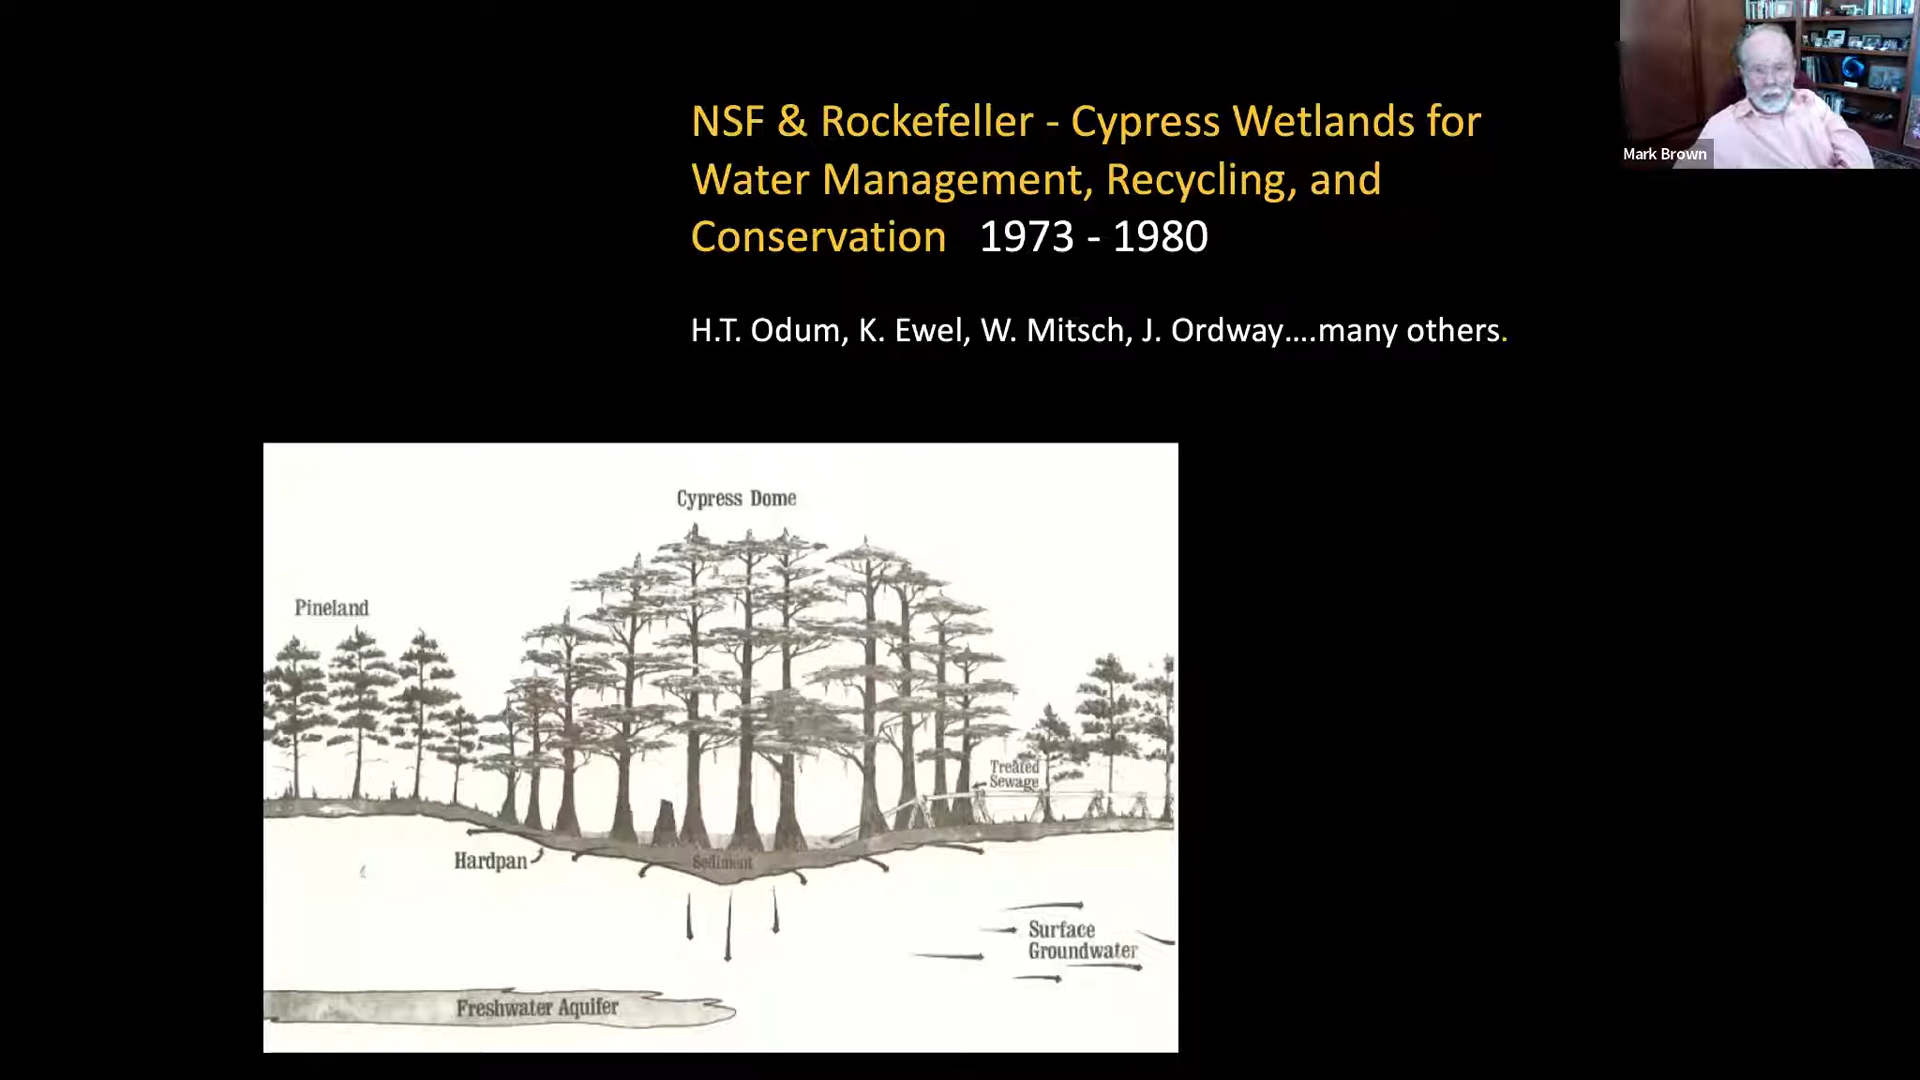 NSF & Rockefeller - Cypress Wetlands for
Water Management, Recycling, and
Conservation 1973 - 1980
Mark Brown
H.T. Odum, K. Ewel, W. Mitsch, J. Ordway....many others.
Cypress Dome
Pineland
Treated
Sewage
Hardpan
Sediment
Surface
Groundwater
Freshwater Aquifer